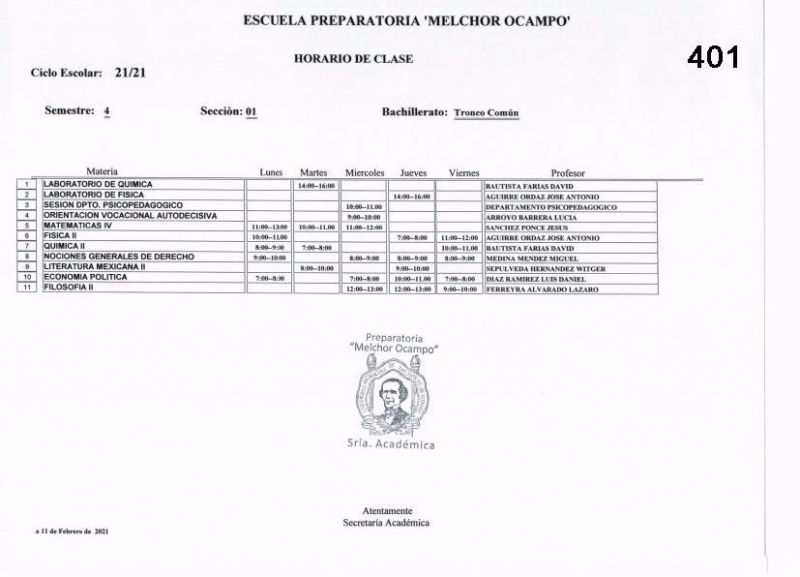 ESCUELA PREPARATORIA 'MELCHOR OCAMPO'
HORARIO DE CLASE
401
Ciclo Escolar: 21/21
Semestre: 4 Secciòn: 01 Bachillerato: Tronco Común
Materia Lunes Martes Miercoles Jueves Viernes Profesor
1 LABORATORIO DE QUIMICA 14:00--16:00 BAUTISTA FARIAS DAVID
2 LABORATORIO DE FISICA 14:00--16:00 AGUIRRE ORDAZ JOSE ANTONIO
3 SESION DPTO. PSICOPEDAGOGICO 10:00--11.00 DEPARTAMENTO PSICOPEDAGOGICO
4 ORIENTACION VOCACIONAL AUTODECISIVA 9:00--10:00 ARROYO BARRERA LUCIA
5 MATEMATICAS IV 11:00--13:00 10:00--11.00 11:00--12:00 SANCHEZ PONCE JESUS
6 FISICA II 10:00--11.00 7:00--8:00 11:00--12:00 AGUIRRE ORDAZ JOSE ANTONIO
7 QUIMICA II 8:00--9:00 7:00--8:00 10:00--11.00 BAUTISTA FARIAS DAVID
8 NOCIONES GENERALES DE DERECHO 9:00--10:00 8:00--9:00 8:00--9:00 8:00--9:00 MEDINA MENDEZ MIGUEL
9 LITERATURA MEXICANA II 8:00--10:00 9:00--10:00 SEPULVEDA HERNANDEZ WITGER
10 ECONOMIA POLITICA 7:00--8:00 7:00--8:00 10:00--11.00 7:00--8:00 DIAZ RAMIREZ LUIS DANIEL
11 FILOSOFIA II 12:00--13:00 12:00--13:00 9:00--10:00 FERREYRA ALVARADO LAZARO
Preparatoria
"Melchor Ocampo"
Sría. Académica
Atentamente
Secretaría Académica
a 11 de Febrero de 2021